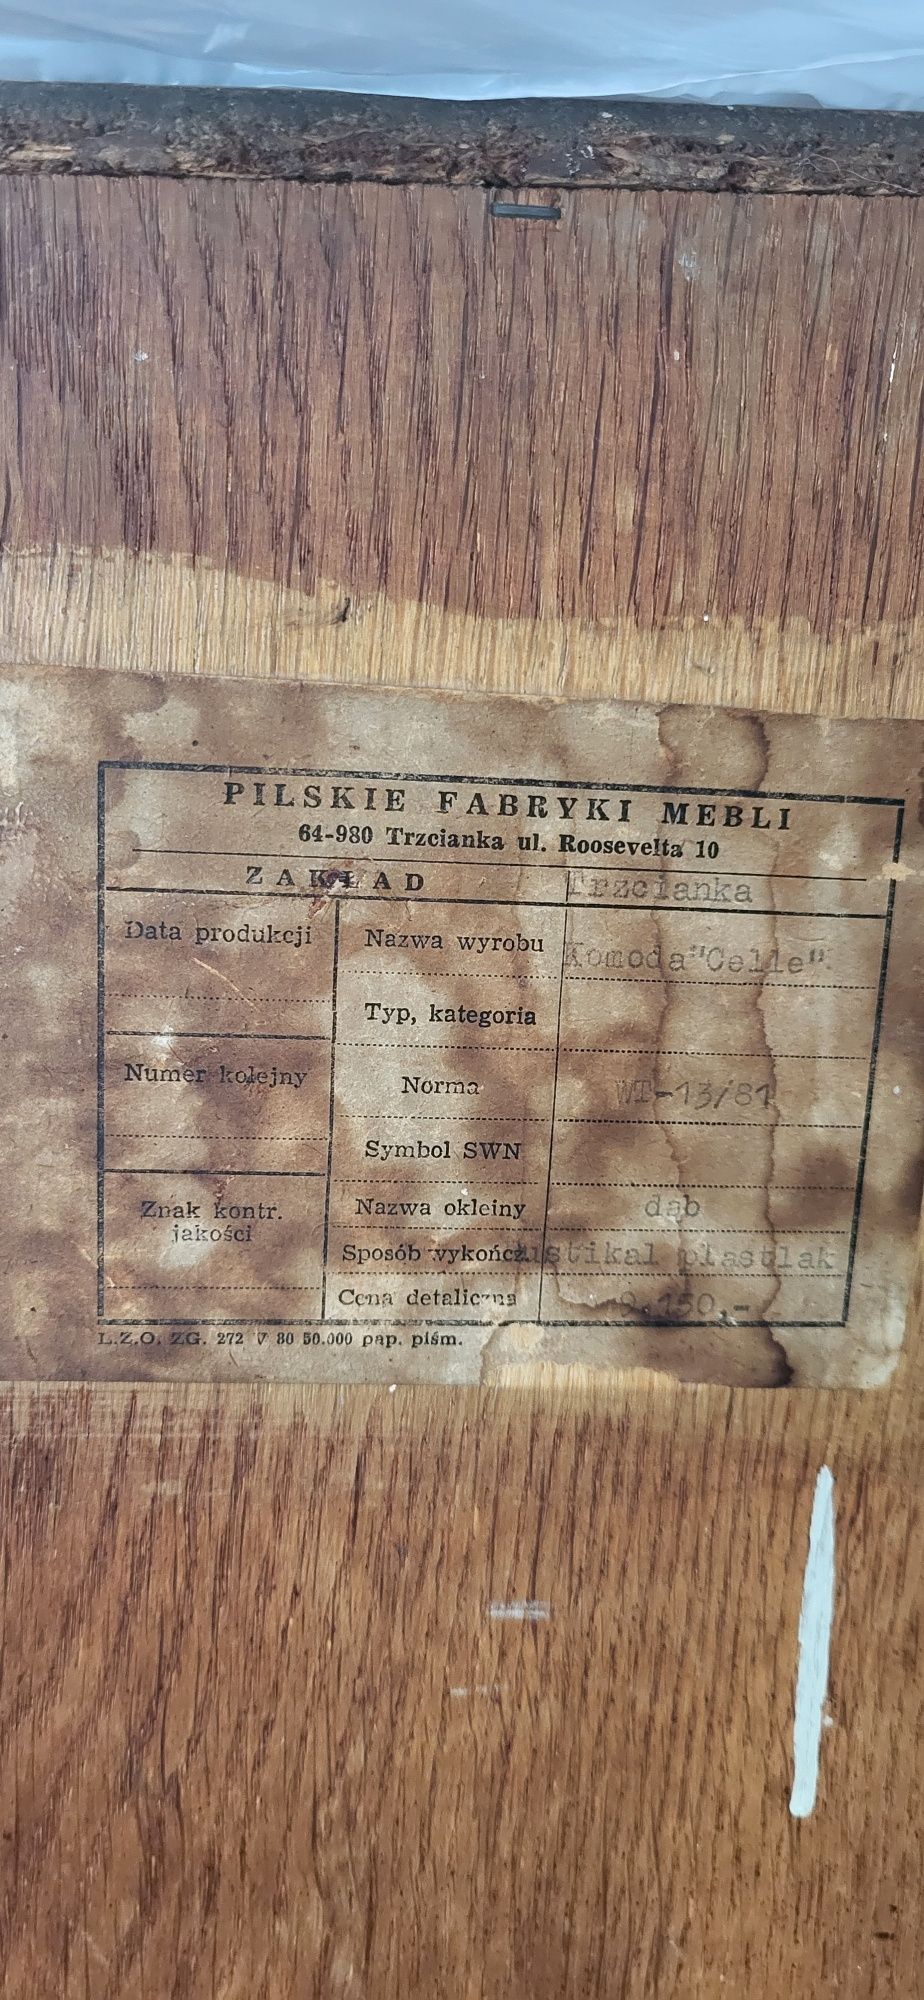 PILSKIE FABRYKI MEBLI
64-980 Trzcianka ul. Roosevelta 10
ZAKŁAD Trzcianka
Data produkcji
Nazwa wyrobu Komoda"Celle".
Typ, kategoria
Numer kolejny
Norma WT-13/81
Symbol SWN
Znak kontr.
jakości
Nazwa okleiny dąb
Sposób wykończ. plastlak
Cena detaliczna 9.150,-
L.Z.O. ZG. 272 V 80 50.000 pap. piśm.